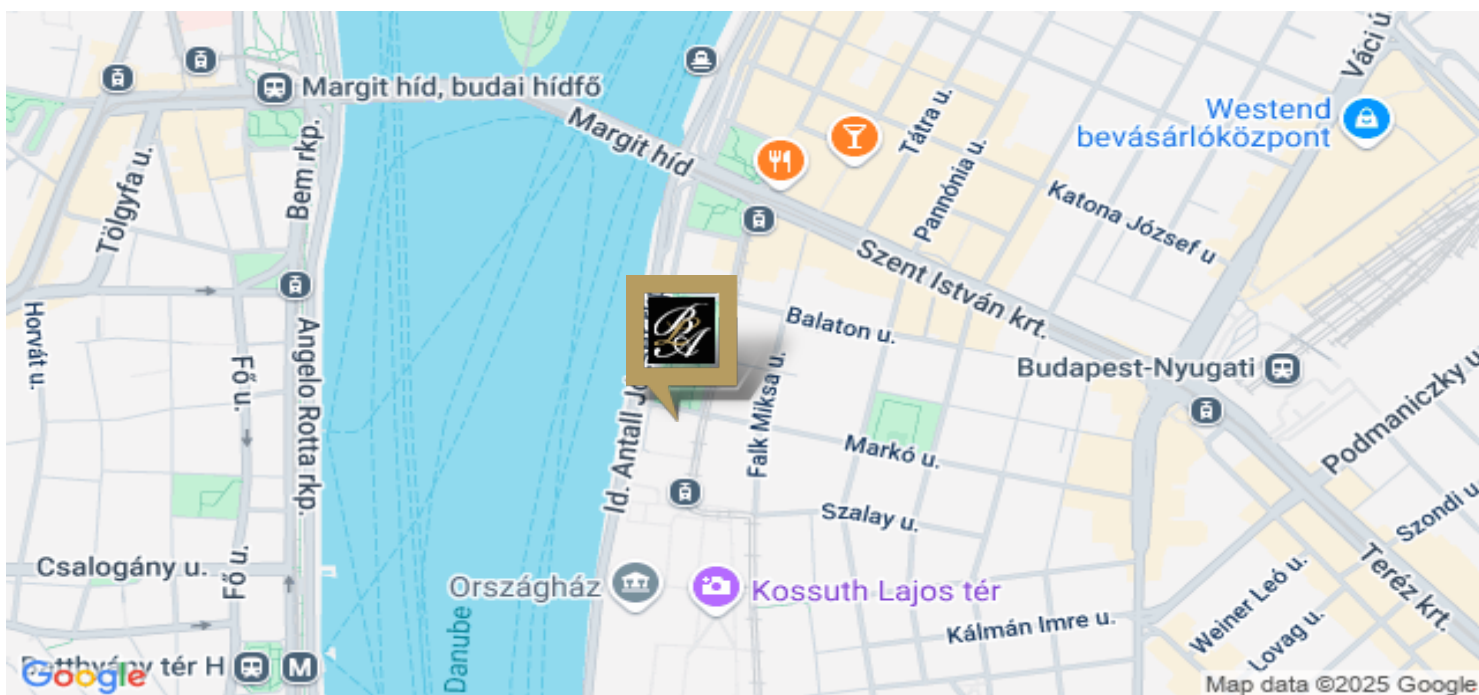 Margit híd, budai hídfő
Margit híd
Tátra u.
Pannónia u.
Westend
bevásárlóközpont
Váci ú
Katona József u
Szent István krt.
Tölgyfa u.
Bem rkp.
Horvát u.
Fő u.
Angelo Rotta rkp.
Id. Antall Jó
Balaton u.
Falk Miksa u.
Markó u.
Szalay u.
Budapest-Nyugati
Podmaniczky u
Szondi u.
Teréz krt.
Weiner Leó u.
Lovag u.
Kálmán Imre u.
Csalogány u.
Fő u.
Országház
Kossuth Lajos tér
Danube
tér H
M
Google
Map data ©2025 Google